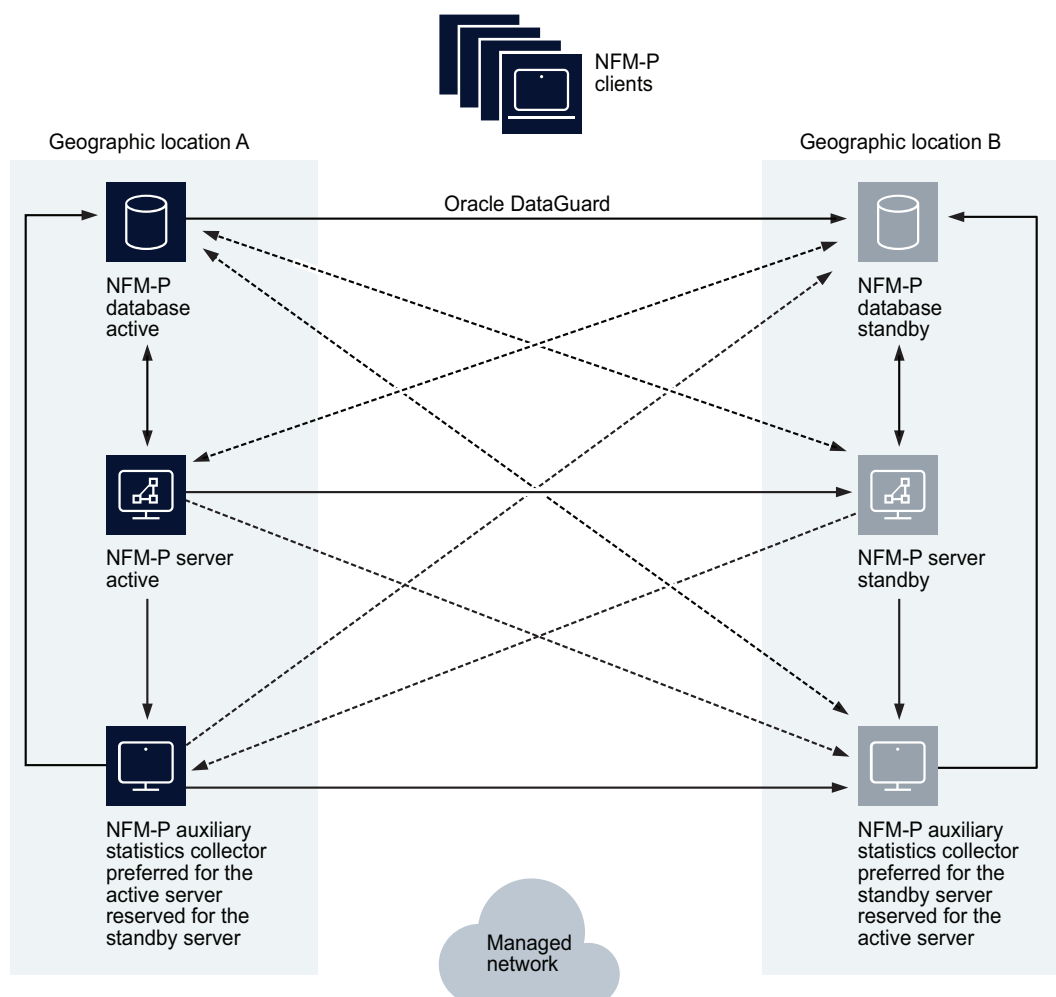 NFM-P
clients
Geographic location A
Geographic location B
Oracle DataGuard
NFM-P
database
active
NFM-P
database
standby
NFM-P server
active
NFM-P server
standby
NFM-P auxiliary
statistics collector
preferred for the
active server
reserved for the
standby server
NFM-P auxiliary
statistics collector
preferred for the
standby server
reserved for the
active server
Managed
network